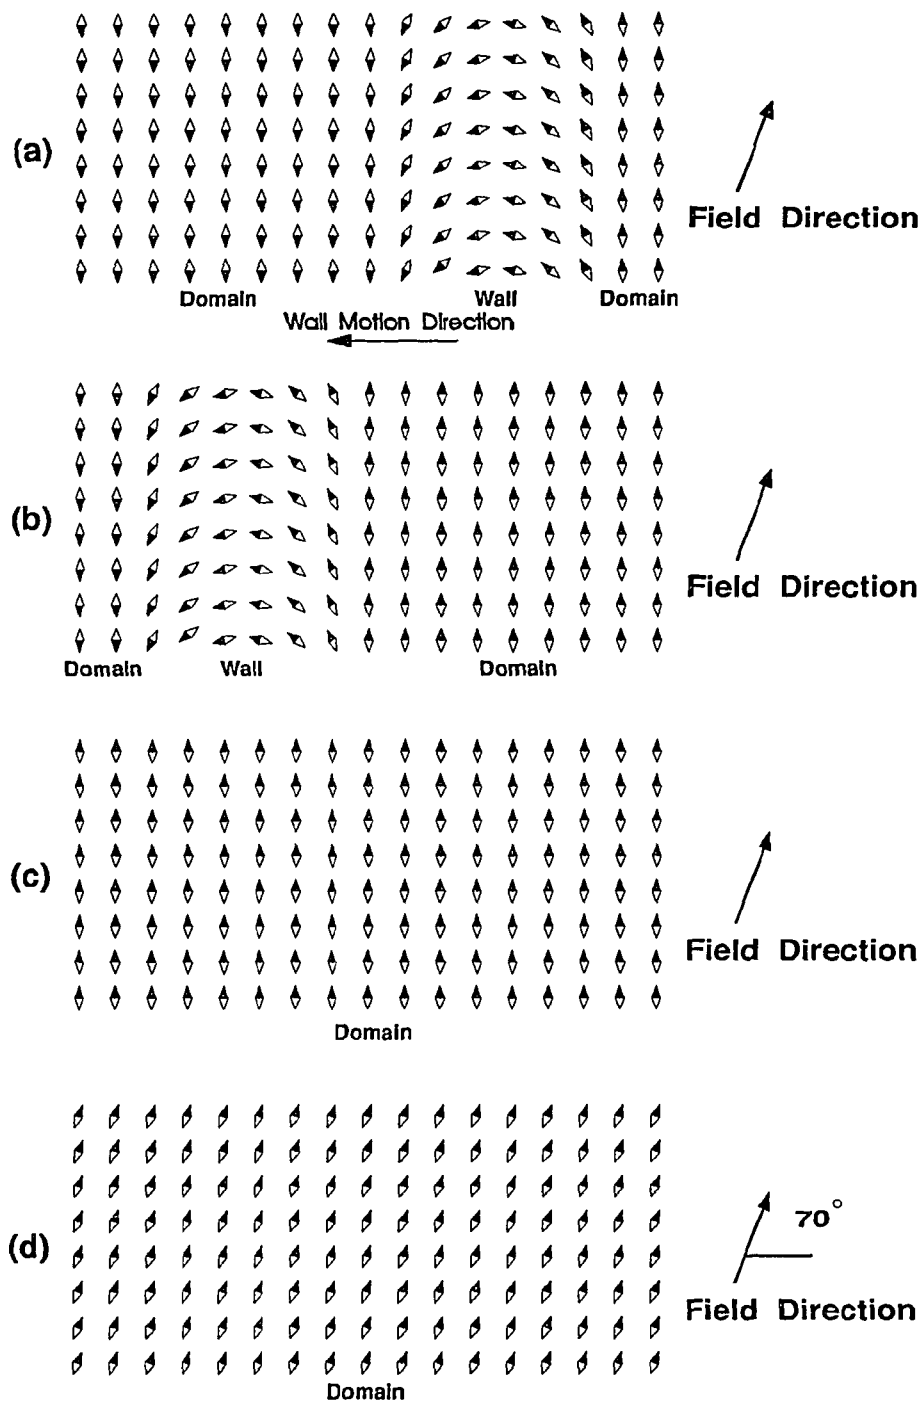 (a)
Field Direction
Domain Wall Domain
Wall Motion Direction
(b)
Field Direction
Domain Wall Domain
(c)
Field Direction
Domain
(d)
70°
Field Direction
Domain